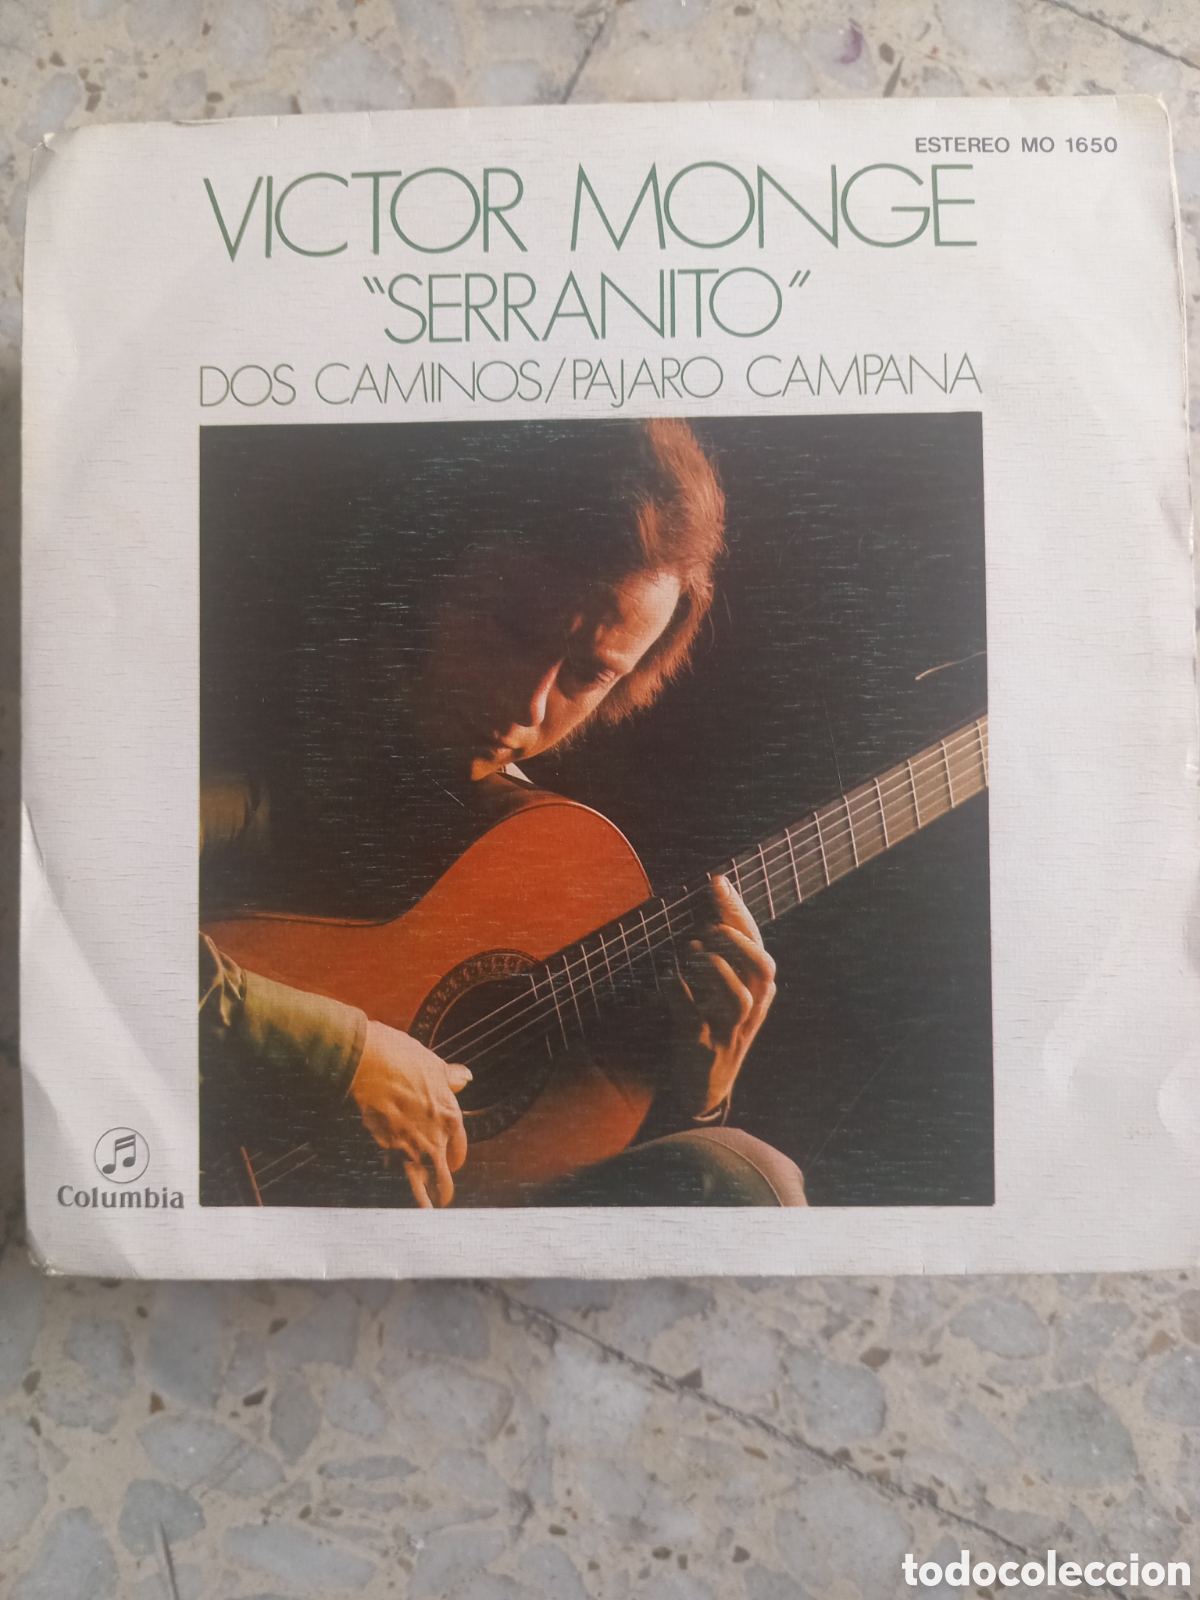 ESTEREO MO 1650
VICTOR MONGE
"SERRANITO"
DOS CAMINOS/PAJARO CAMPANA
Columbia
todocoleccion